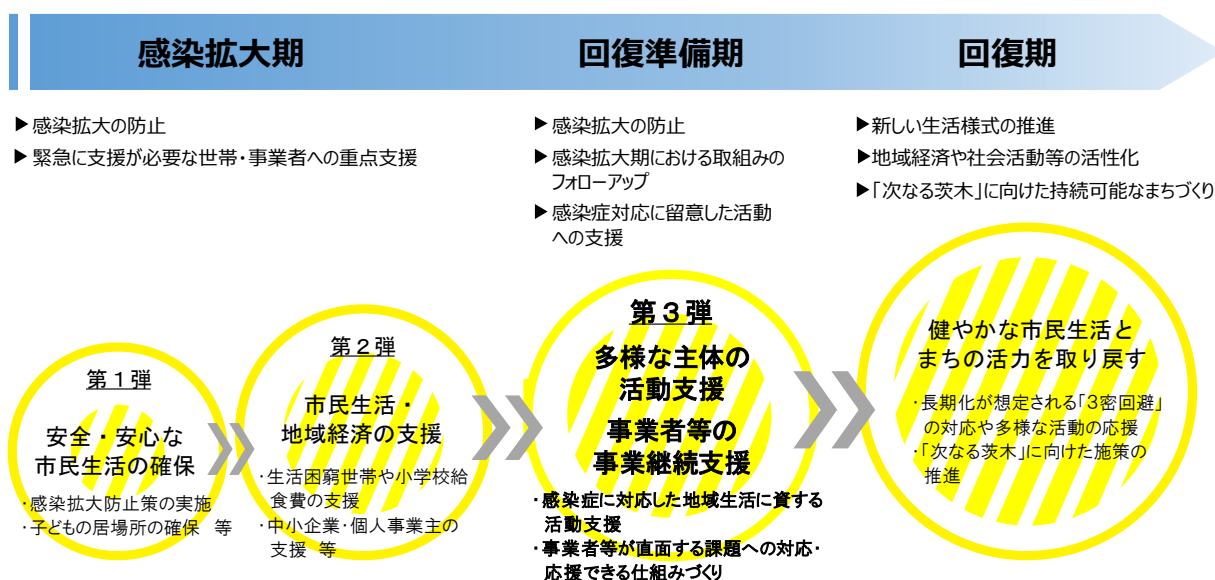 感染拡大期
回復準備期
回復期
▶感染拡大の防止
▶緊急に支援が必要な世帯・事業者への重点支援
▶感染拡大の防止
▶感染拡大期における取組みの
フォローアップ
▶感染症対応に留意した活動
への支援
▶新しい生活様式の推進
▶地域経済や社会活動等の活性化
▶「次なる茨木」に向けた持続可能なまちづくり
第１弾
安全・安心な
市民生活の確保
・感染拡大防止策の実施
・子どもの居場所の確保 等
第２弾
市民生活・
地域経済の支援
・生活困窮世帯や小学校給
食費の支援
・中小企業・個人事業主の
支援 等
第３弾
多様な主体の
活動支援
事業者等の
事業継続支援
・感染症に対応した地域生活に資する
活動支援
・事業者等が直面する課題への対応・
応援できる仕組みづくり
健やかな市民生活と
まちの活力を取り戻す
・長期化が想定される「３密回避」
の対応や多様な活動の応援
・「次なる茨木」に向けた施策の
推進